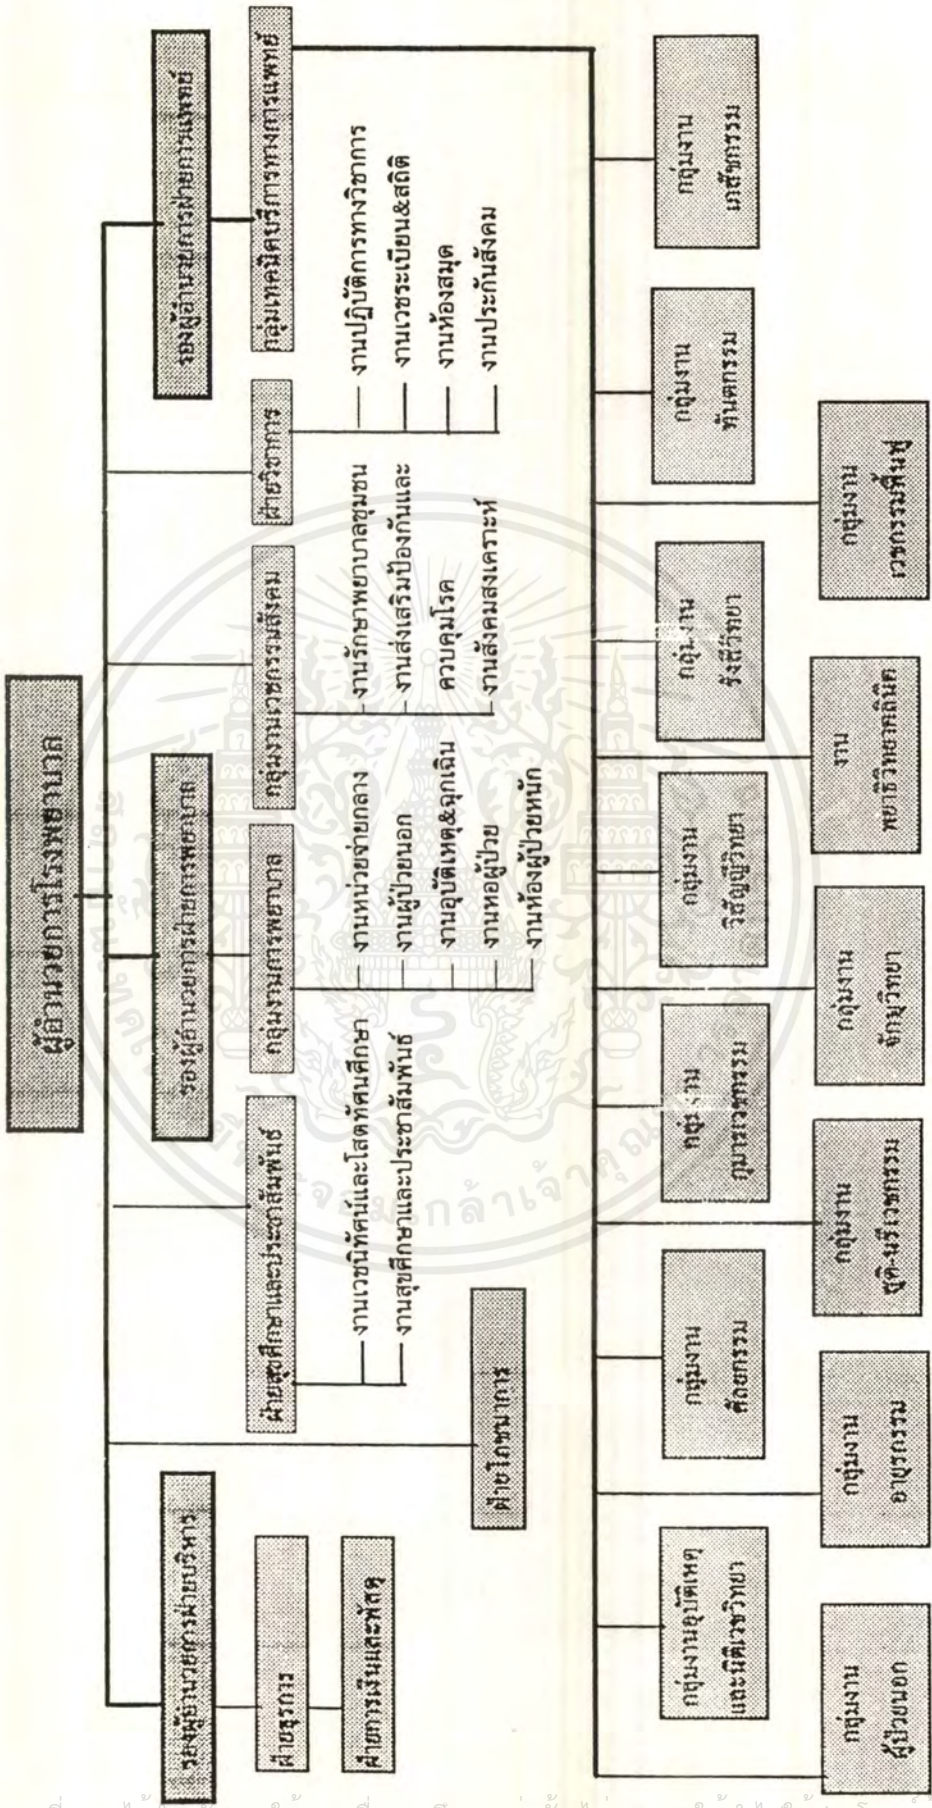 ผู้อำนวยการโรงพยาบาล
รองผู้อำนวยการฝ่ายบริหาร
รองผู้อำนวยการฝ่ายการพยาบาล
รองผู้อำนวยการฝ่ายการแพทย์
ฝ่ายธุรการ
ฝ่ายการเงินและพัสดุ
ฝ่ายโภชนาการ
ฝ่ายสุขศึกษาและประชาสัมพันธ์
งานเวชนิทัศน์และโสตทัศนศึกษา
งานสุขศึกษาและประชาสัมพันธ์
กลุ่มงานการพยาบาล
งานหน่วยจ่ายกลาง
งานผู้ป่วยนอก
งานอุบัติเหตุ&ฉุกเฉิน
งานหอผู้ป่วย
งานห้องผู้ป่วยหนัก
กลุ่มงานเวชกรรมสังคม
งานรักษาพยาบาลชุมชน
งานส่งเสริมป้องกันและ
ควบคุมโรค
งานสังคมสงเคราะห์
ฝ่ายวิชาการ
งานปฏิบัติการทางวิชาการ
งานเวชระเบียน&สถิติ
งานห้องสมุด
งานประกันสังคม
กลุ่มเทคนิคบริการทางการแพทย์
กลุ่มงานอุบัติเหตุ
และนิติเวชวิทยา
กลุ่มงาน
ศัลยกรรม
กลุ่มงาน
กุมารเวชกรรม
กลุ่มงาน
วิสัญญีวิทยา
กลุ่มงาน
รังสีวิทยา
กลุ่มงาน
ทันตกรรม
กลุ่มงาน
เภสัชกรรม
กลุ่มงาน
ผู้ป่วยนอก
กลุ่มงาน
อายุรกรรม
กลุ่มงาน
สูติ-นรีเวชกรรม
กลุ่มงาน
จักษุวิทยา
งาน
พยาธิวิทยาคลินิค
กลุ่มงาน
เวชกรรมฟื้นฟู